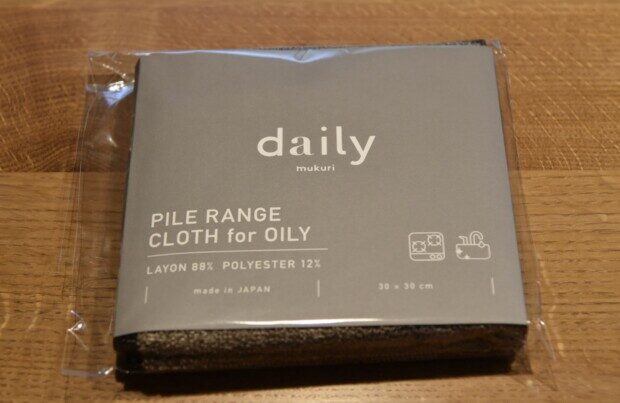 daily
mukuri
PILE RANGE
CLOTH for OILY
LAYON 88% POLYESTER 12%
made in JAPAN
30 × 30 cm